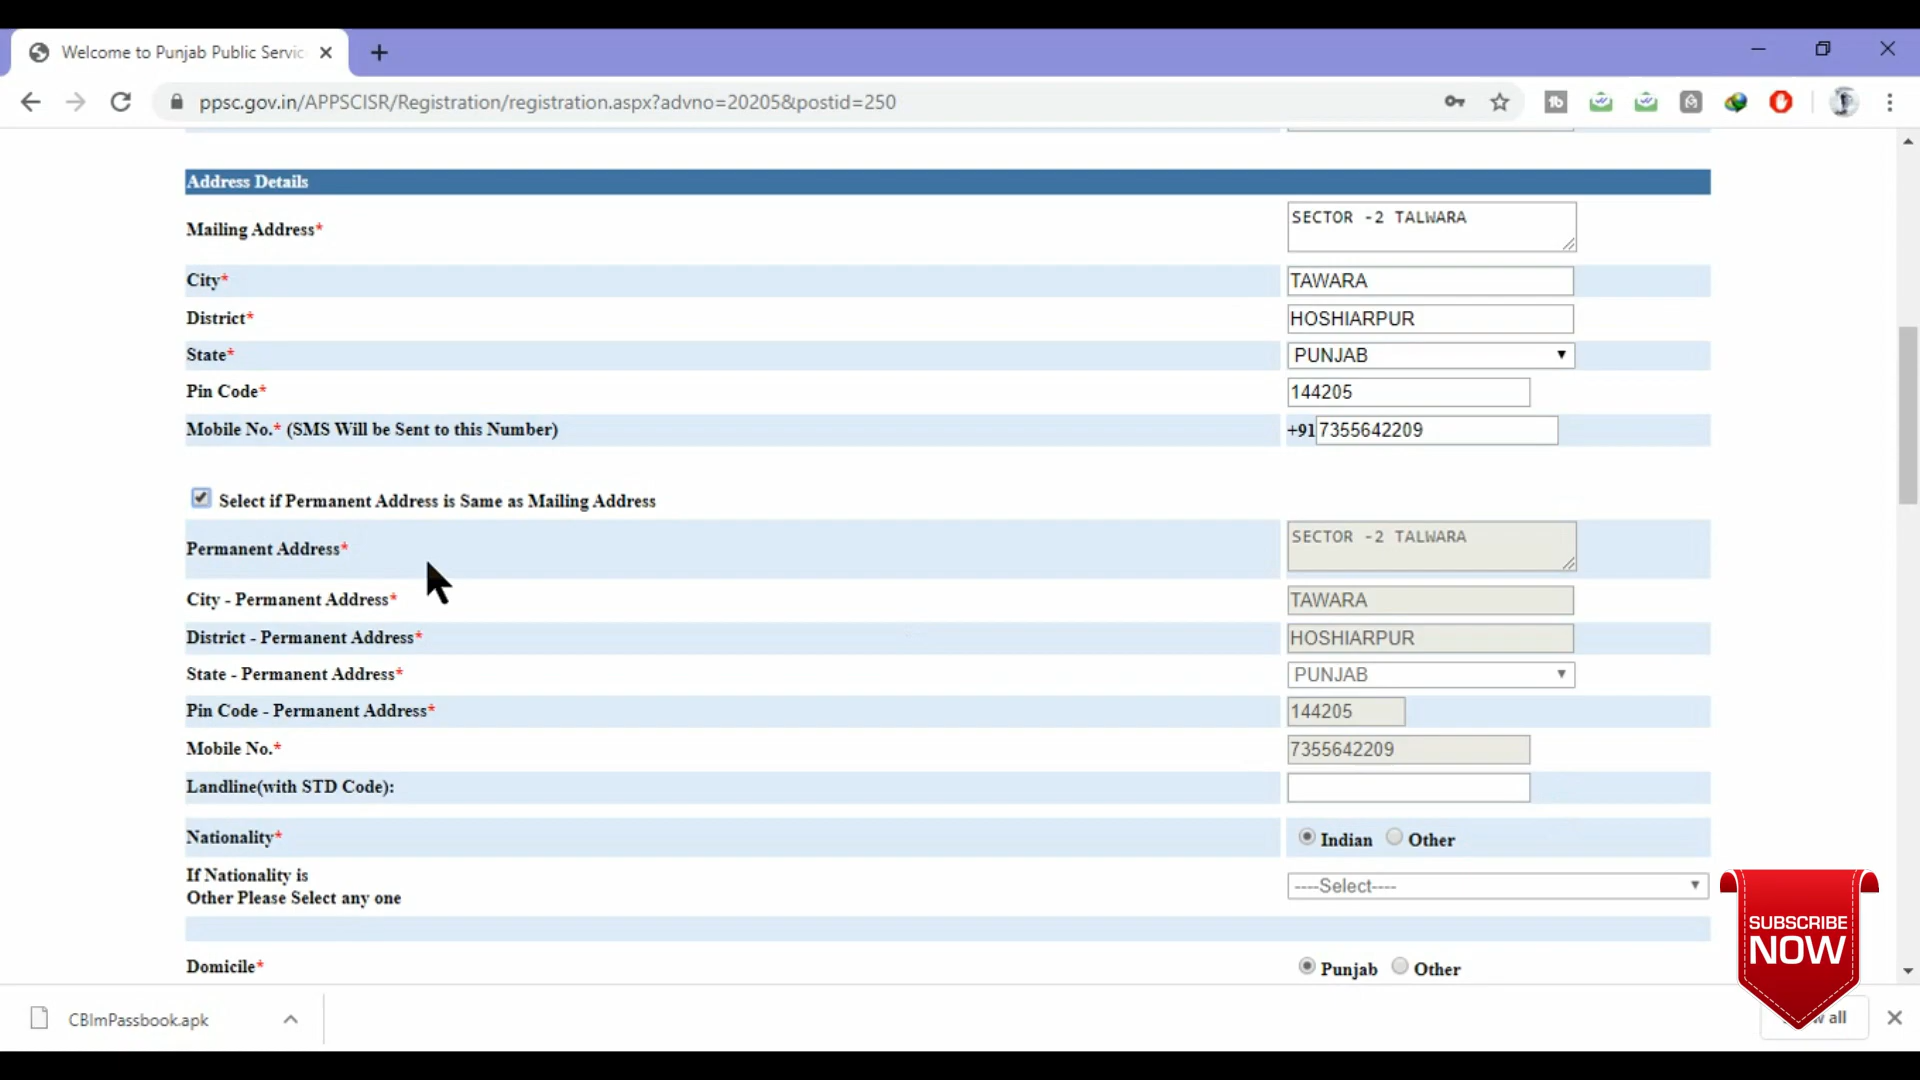 Welcome to Punjab Public Servic
ppsc.gov.in/APPSCISR/Registration/registration.aspx?advno=20205&postid=250
Address Details
Mailing Address* SECTOR -2 TALWARA
City* TAWARA
District* HOSHIARPUR
State* PUNJAB
Pin Code* 144205
Mobile No.* (SMS Will be Sent to this Number) +91 7355642209
Select if Permanent Address is Same as Mailing Address
Permanent Address* SECTOR -2 TALWARA
City - Permanent Address* TAWARA
District - Permanent Address* HOSHIARPUR
State - Permanent Address* PUNJAB
Pin Code - Permanent Address* 144205
Mobile No.* 7355642209
Landline(with STD Code):
Nationality* Indian Other
If Nationality is
Other Please Select any one ----Select----
Domicile* Punjab Other
SUBSCRIBE
NOW
CBImPassbook.apk
all